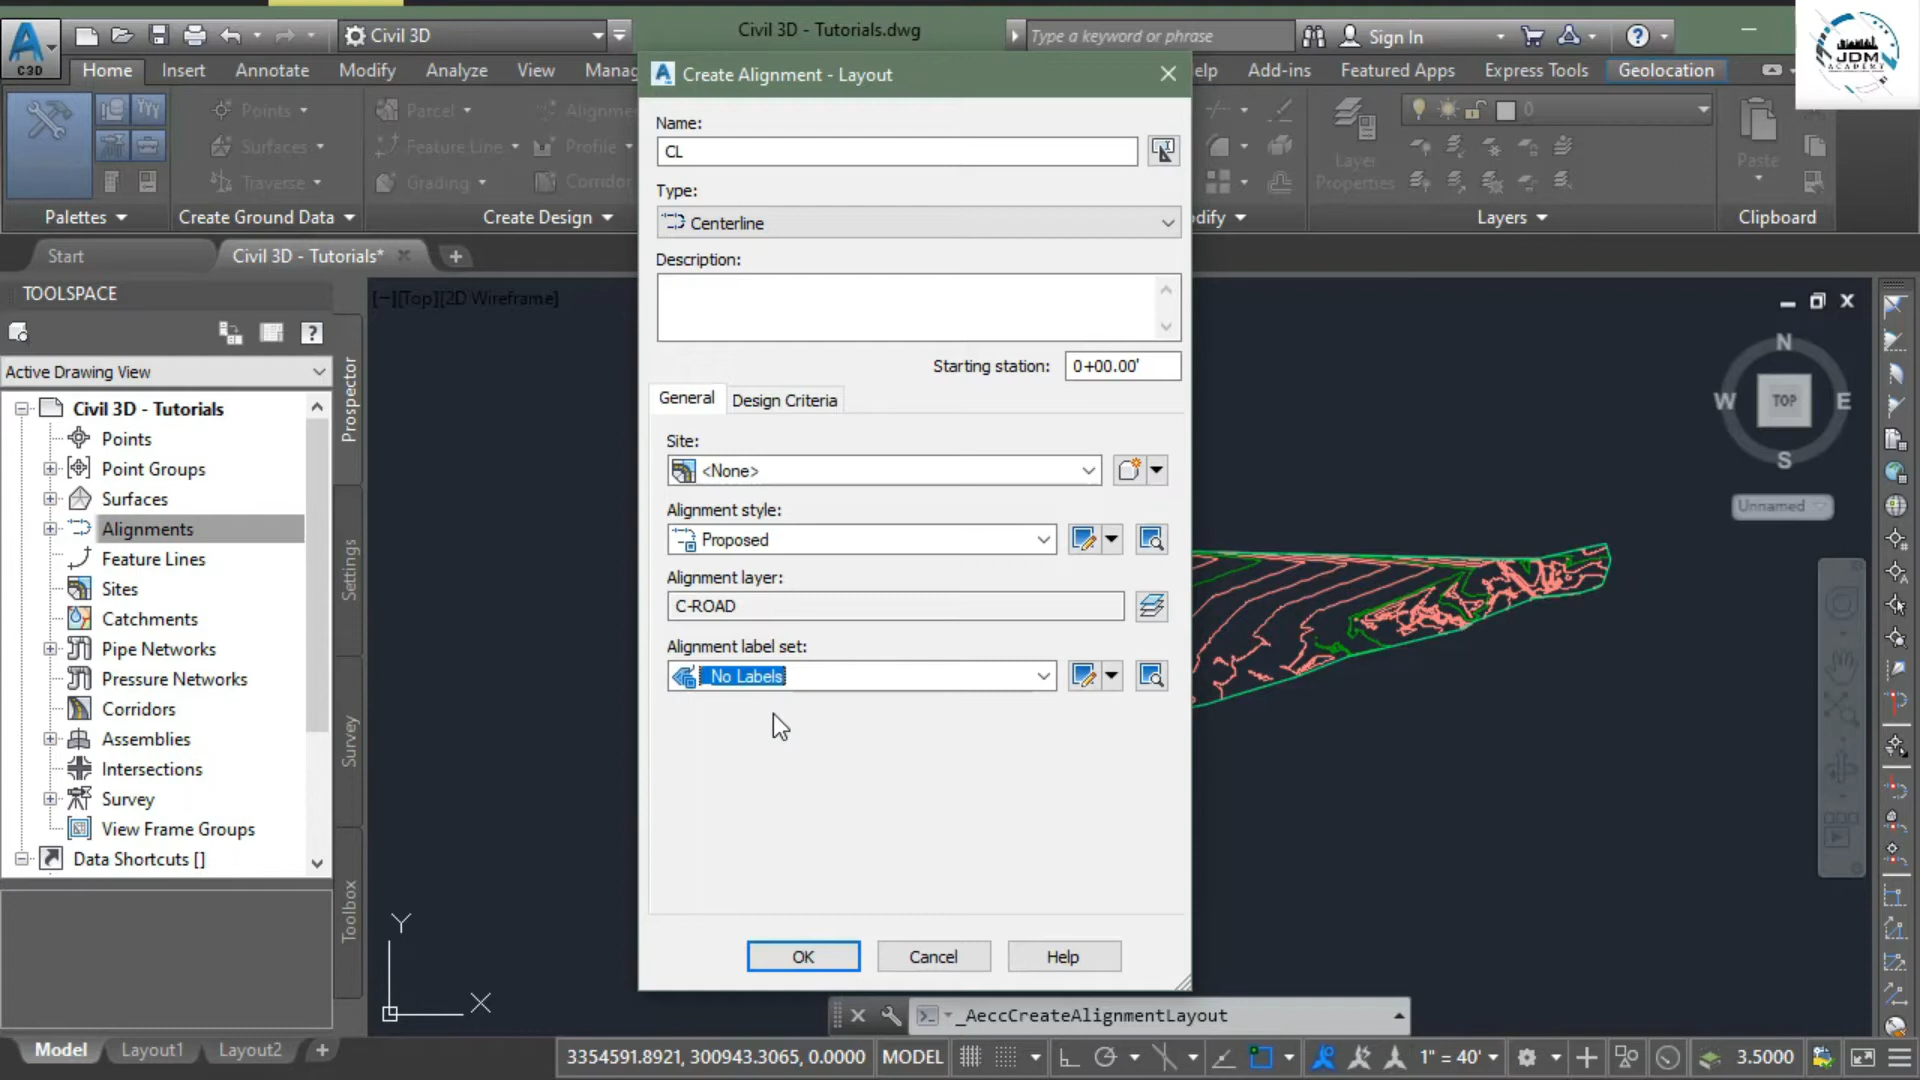 Civil 3D
Civil 3D - Tutorials.dwg
Type a keyword or phrase
Sign In
C3D
JDM
ACADEMY
Home
Insert
Annotate
Modify
Analyze
View
Manag
elp
Add-ins
Featured Apps
Express Tools
Geolocation
Points
Surfaces
Traverse
Parcel
Feature Line
Grading
Alignme
Profile
Corrido
Layer
Properties
0
Paste
Palettes
Create Ground Data
Create Design
dify
Layers
Clipboard
Start
Civil 3D - Tutorials*
TOOLSPACE
Active Drawing View
Civil 3D - Tutorials
Points
Point Groups
Surfaces
Alignments
Feature Lines
Sites
Catchments
Pipe Networks
Pressure Networks
Corridors
Assemblies
Intersections
Survey
View Frame Groups
Data Shortcuts []
Prospector
Settings
Survey
Toolbox
[−][Top][2D Wireframe]
Create Alignment - Layout
Name:
CL
Type:
Centerline
Description:
Starting station: 0+00.00'
General
Design Criteria
Site:
<None>
Alignment style:
Proposed
Alignment layer:
C-ROAD
Alignment label set:
_No Labels
OK
Cancel
Help
N
W
TOP
E
S
Unnamed
Y
X
_AeccCreateAlignmentLayout
Model
Layout1
Layout2
3354591.8921, 300943.3065, 0.0000
MODEL
1" = 40'
3.5000